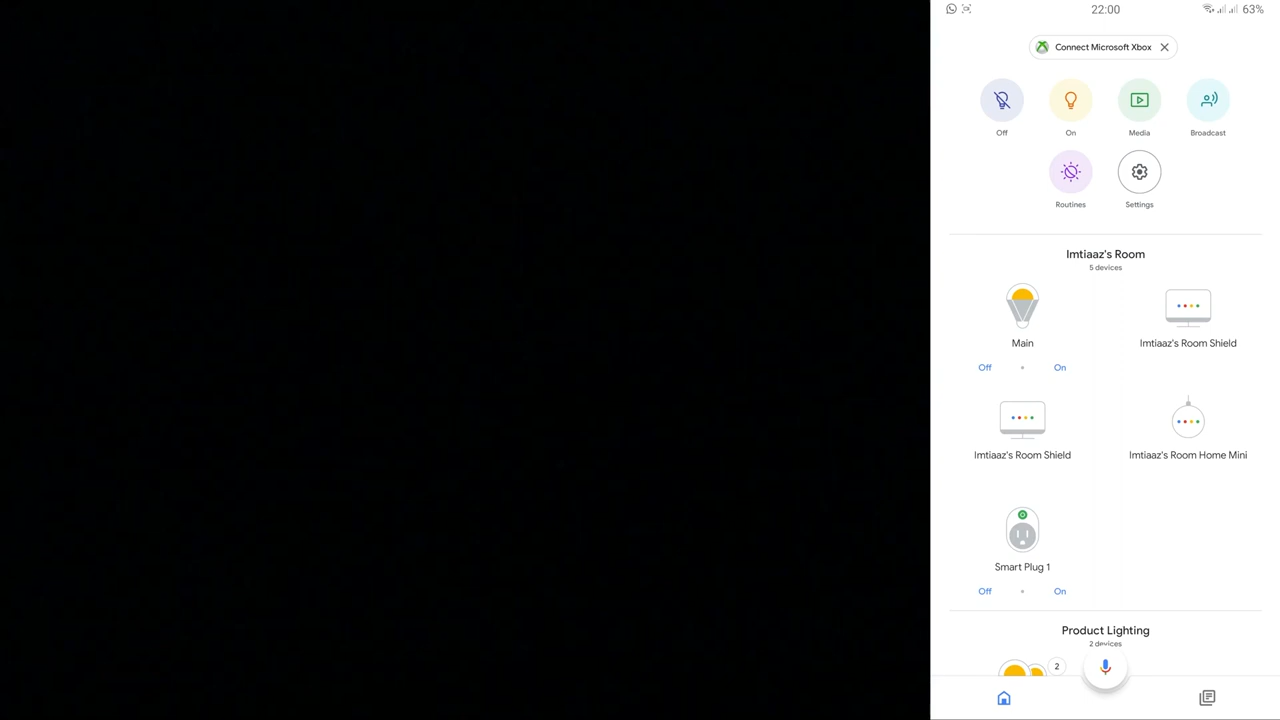 22:00
63%
Connect Microsoft Xbox
Off
On
Media
Broadcast
Routines
Settings
Imtiaaz's Room
5 devices
Main
Off
On
Imtiaaz's Room Shield
Imtiaaz's Room Shield
Imtiaaz's Room Home Mini
Smart Plug 1
Off
On
Product Lighting
2 devices
2